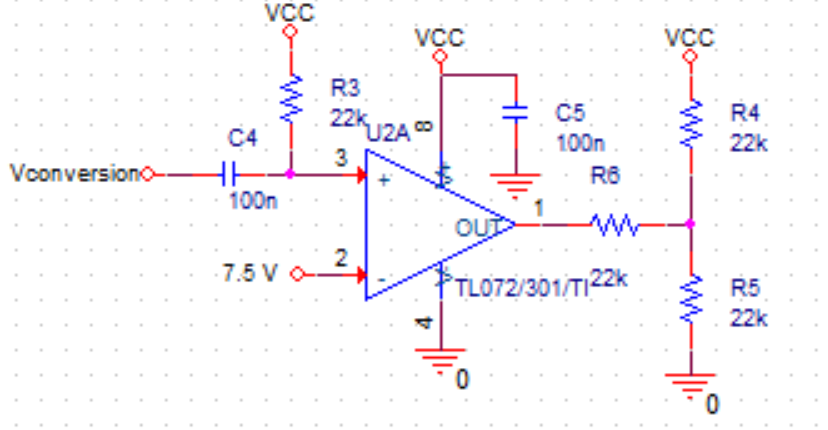 VCC
VCC
VCC
R3
22k
U2A
8
C5
100n
R4
22k
C4
100n
Vconversion
3
+
R6
22k
OUT
1
7.5 V
2
-
TL072/301/TI
R5
22k
4
0
0